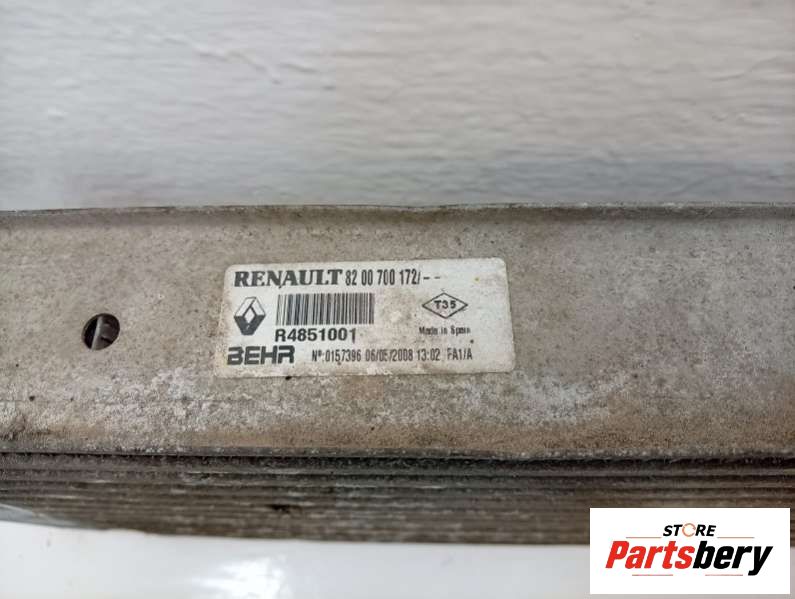 RENAULT 82 00 700 172/--
R4851001
T35
Made in Spain
BEHR Nº:0157396 06/05/2008 13:02 FA1/A
STORE
Partsbery